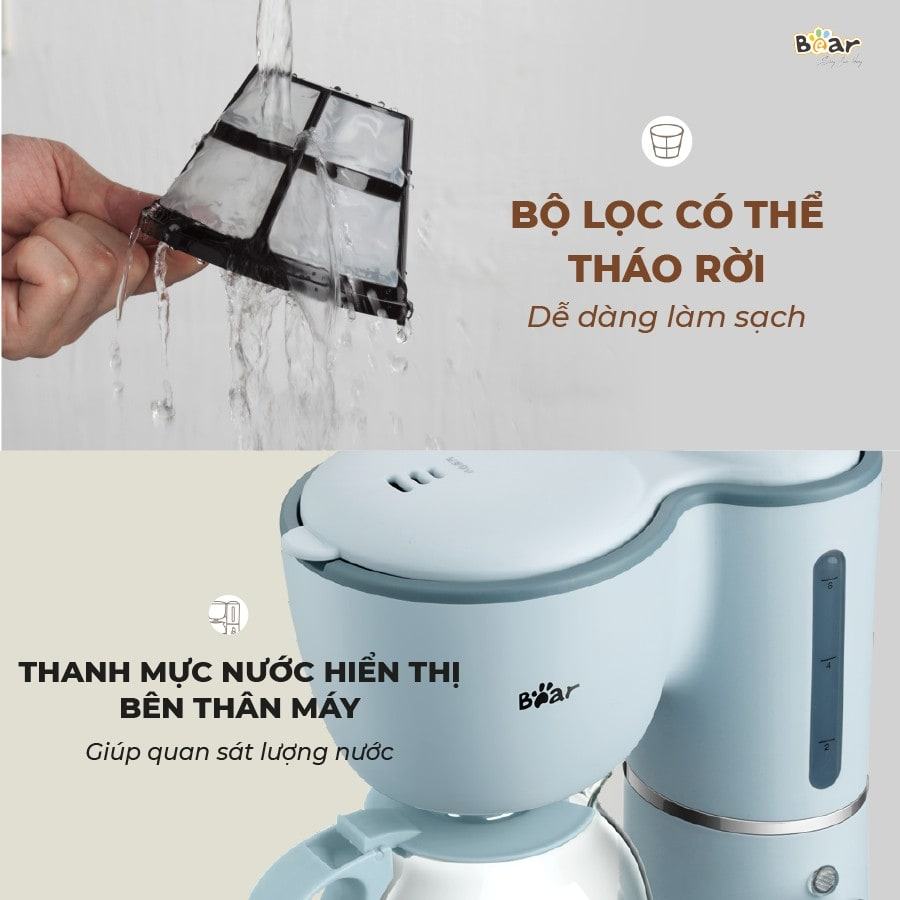 Bear
BỘ LỌC CÓ THỂ
THÁO RỜI
Dễ dàng làm sạch
THANH MỰC NƯỚC HIỂN THỊ
BÊN THÂN MÁY
Giúp quan sát lượng nước
Bear
6
4
2